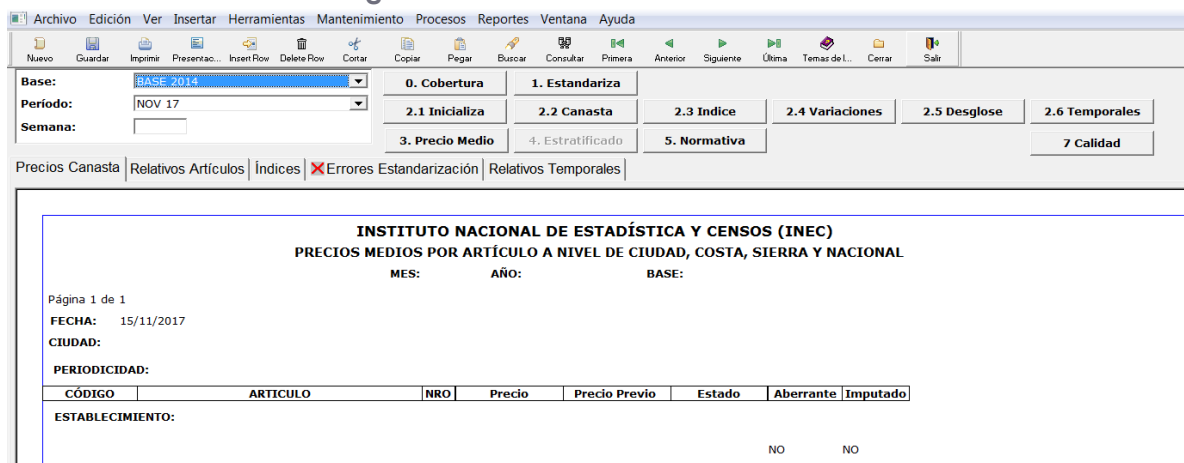 Archivo Edición Ver Insertar Herramientas Mantenimiento Procesos Reportes Ventana Ayuda
Nuevo Guardar Imprimir Presentac... Insert Row Delete Row Cortar Copiar Pegar Buscar Consultar Primera Anterior Siguiente Última Temas de l... Cerrar Salir
Base: BASE 2014 0. Cobertura 1. Estandariza
Período: NOV 17 2.1 Inicializa 2.2 Canasta 2.3 Indice 2.4 Variaciones 2.5 Desglose 2.6 Temporales
Semana:
3. Precio Medio 4. Estratificado 5. Normativa 7 Calidad
Precios Canasta Relativos Artículos Índices Errores Estandarización Relativos Temporales
INSTITUTO NACIONAL DE ESTADÍSTICA Y CENSOS (INEC)
PRECIOS MEDIOS POR ARTÍCULO A NIVEL DE CIUDAD, COSTA, SIERRA Y NACIONAL
MES: AÑO: BASE:
Página 1 de 1
FECHA: 15/11/2017
CIUDAD:
PERIODICIDAD:
CÓDIGO ARTICULO NRO Precio Precio Previo Estado Aberrante Imputado
ESTABLECIMIENTO:
NO NO